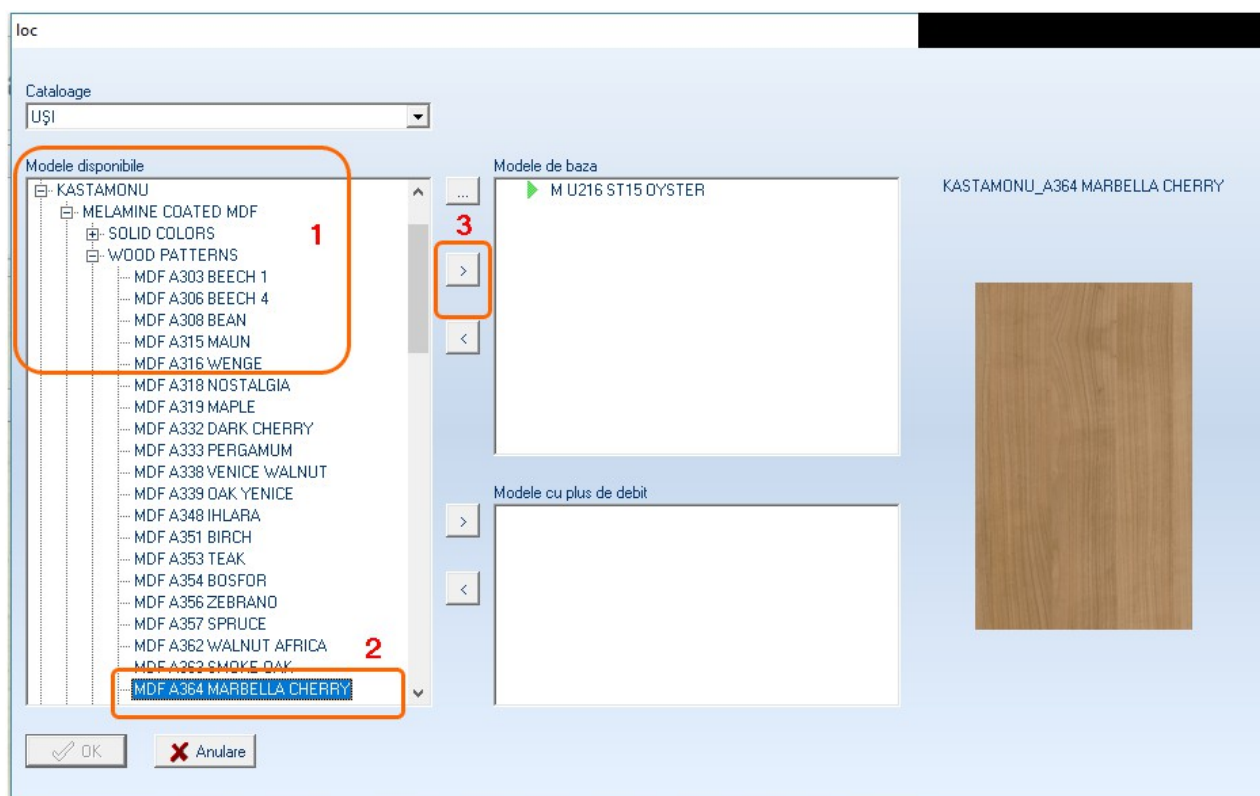 loc
Cataloage
UȘI
Modele disponibile
KASTAMONU
MELAMINE COATED MDF
SOLID COLORS
1
WOOD PATTERNS
MDF A303 BEECH 1
MDF A306 BEECH 4
MDF A308 BEAN
MDF A315 MAUN
MDF A316 WENGE
MDF A318 NOSTALGIA
MDF A319 MAPLE
MDF A332 DARK CHERRY
MDF A333 PERGAMUM
MDF A338 VENICE WALNUT
MDF A339 OAK YENICE
MDF A348 IHLARA
MDF A351 BIRCH
MDF A353 TEAK
MDF A354 BOSFOR
MDF A356 ZEBRANO
MDF A357 SPRUCE
MDF A362 WALNUT AFRICA
2
MDF A363 SMOKE OAK
MDF A364 MARBELLA CHERRY
...
3
>
<
>
<
Modele de baza
M U216 ST15 OYSTER
Modele cu plus de debit
KASTAMONU_A364 MARBELLA CHERRY
OK
Anulare